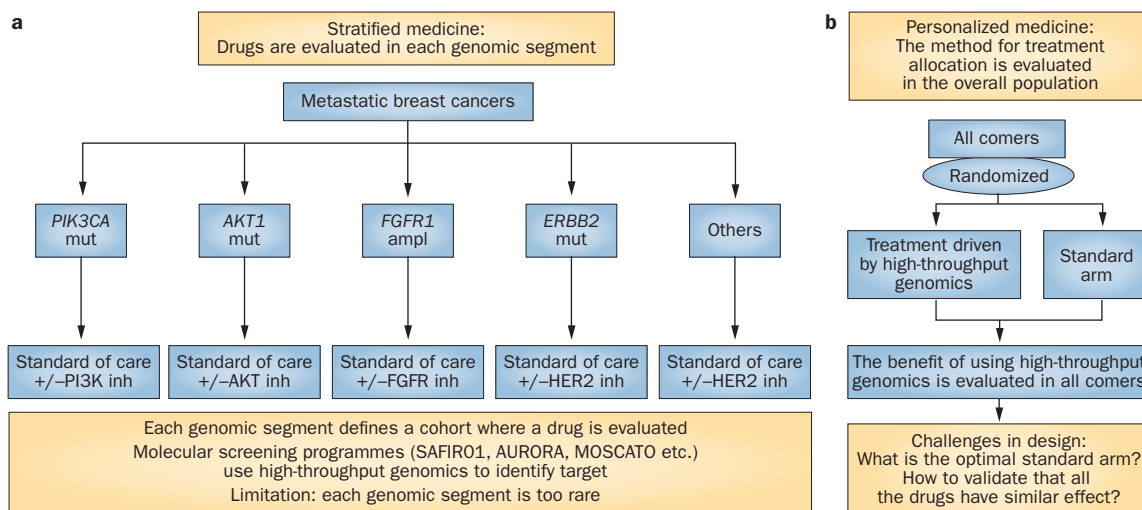 a
Stratified medicine:
Drugs are evaluated in each genomic segment
Metastatic breast cancers
PIK3CA
mut
AKT1
mut
FGFR1
ampl
ERBB2
mut
Others
Standard of care
+/–PI3K inh
Standard of care
+/–AKT inh
Standard of care
+/–FGFR inh
Standard of care
+/–HER2 inh
Standard of care
+/–HER2 inh
Each genomic segment defines a cohort where a drug is evaluated
Molecular screening programmes (SAFIR01, AURORA, MOSCATO etc.)
use high-throughput genomics to identify target
Limitation: each genomic segment is too rare
b
Personalized medicine:
The method for treatment
allocation is evaluated
in the overall population
All comers
Randomized
Treatment driven
by high-throughput
genomics
Standard
arm
The benefit of using high-throughput
genomics is evaluated in all comers
Challenges in design:
What is the optimal standard arm?
How to validate that all
the drugs have similar effect?